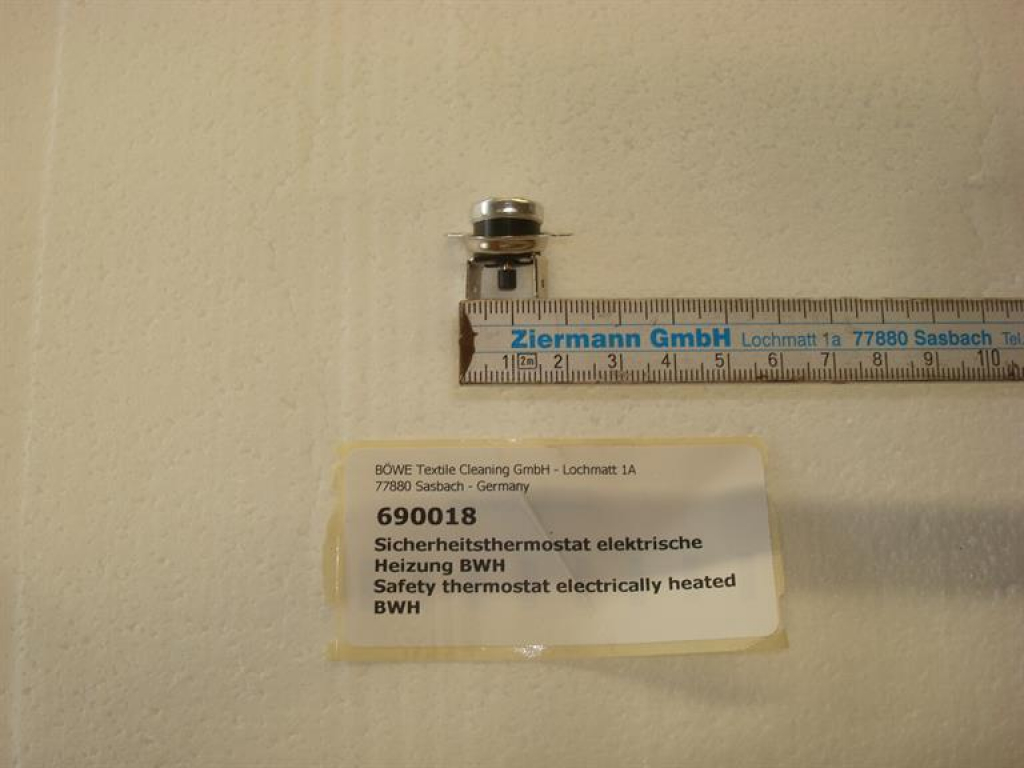 Ziermann GmbH Lochmatt 1a 77880 Sasbach Tel.
1 2m 2 3 4 5 6 7 8 9 10
BÖWE Textile Cleaning GmbH - Lochmatt 1A
77880 Sasbach - Germany
690018
Sicherheitsthermostat elektrische
Heizung BWH
Safety thermostat electrically heated
BWH